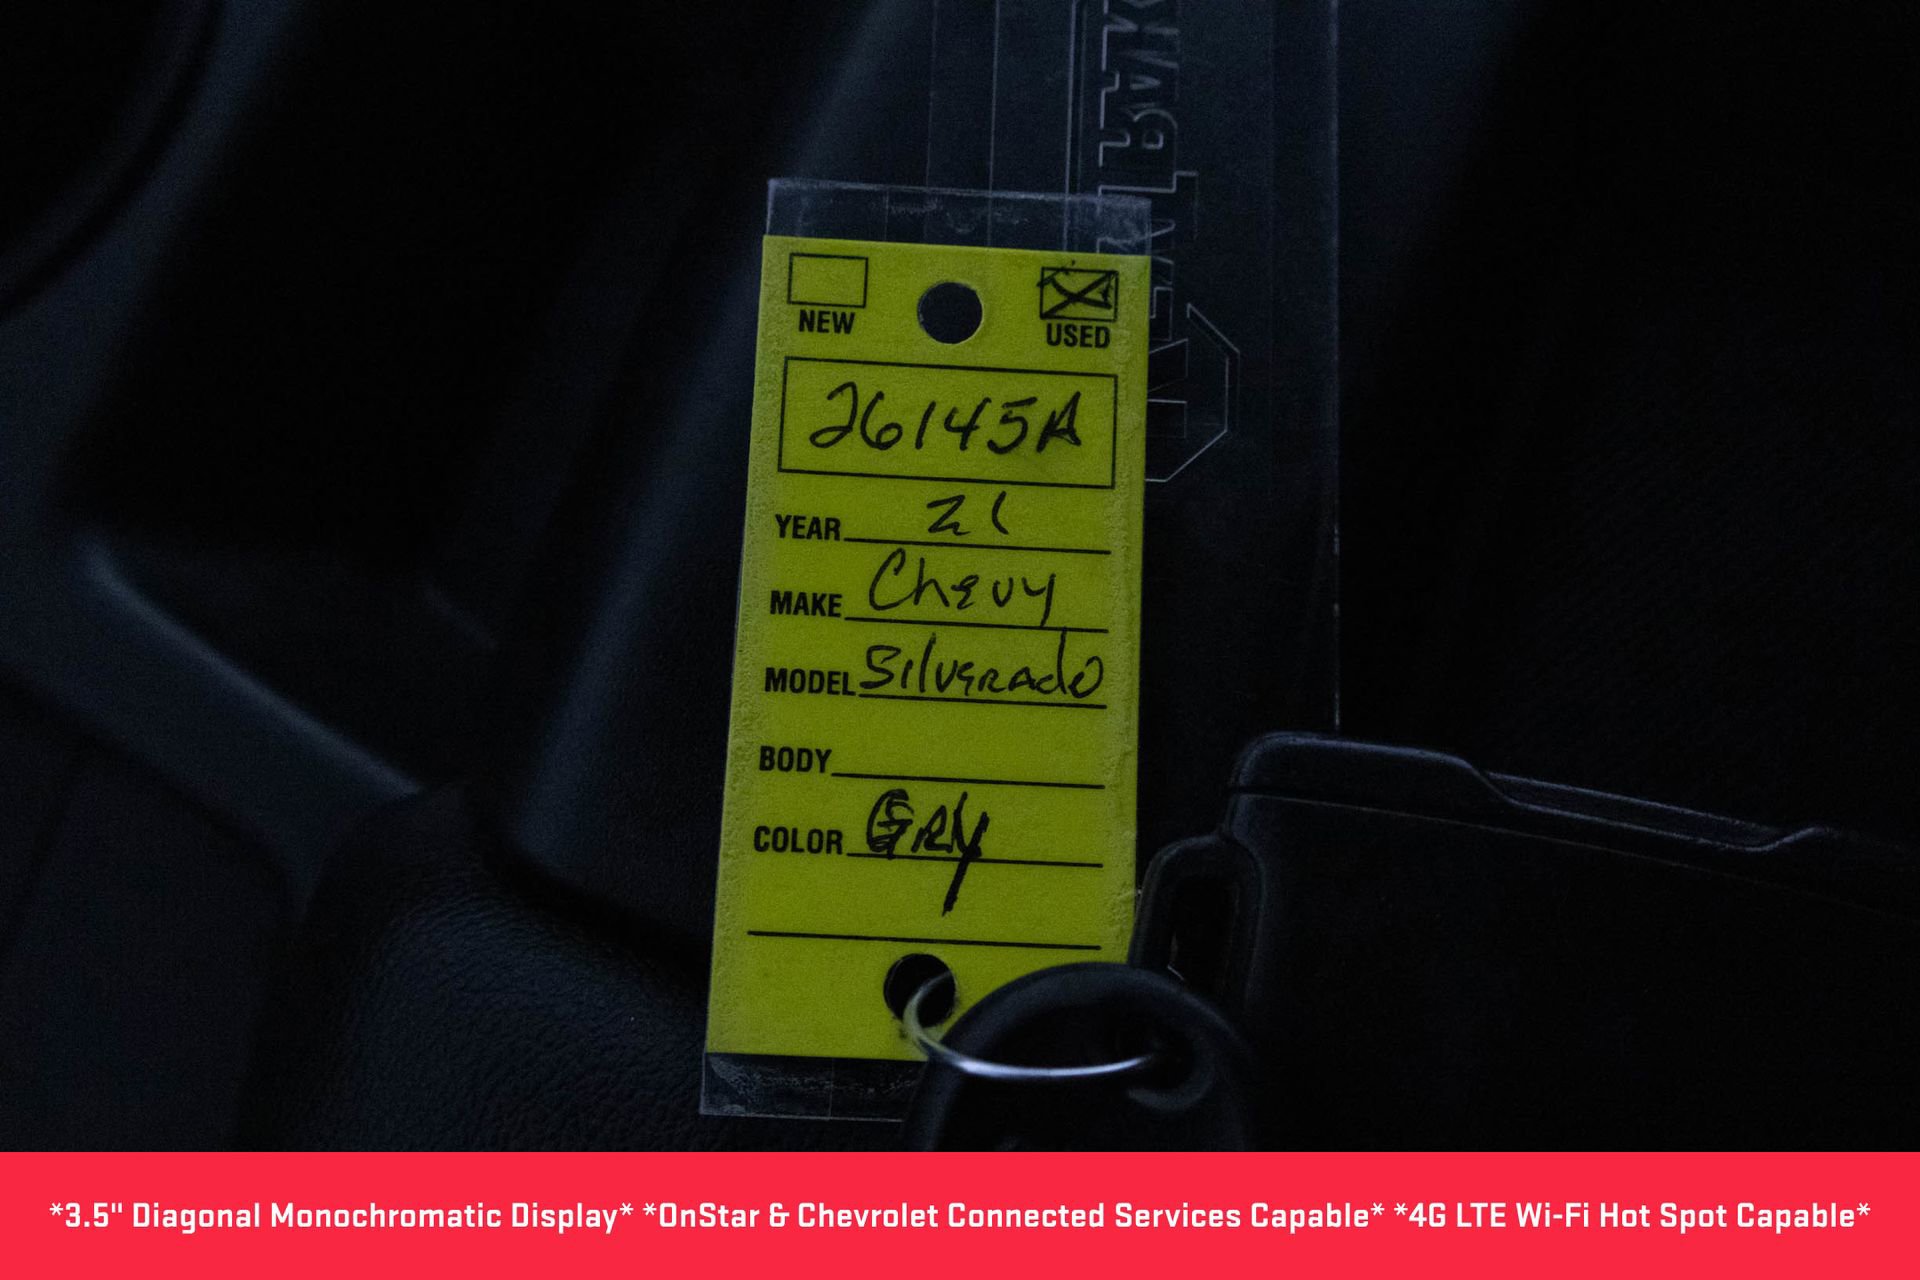 NEW
USED
26145A
YEAR 21
MAKE Chevy
MODEL Silverado
BODY
COLOR Gry
*3.5" Diagonal Monochromatic Display* *OnStar & Chevrolet Connected Services Capable* *4G LTE Wi-Fi Hot Spot Capable*